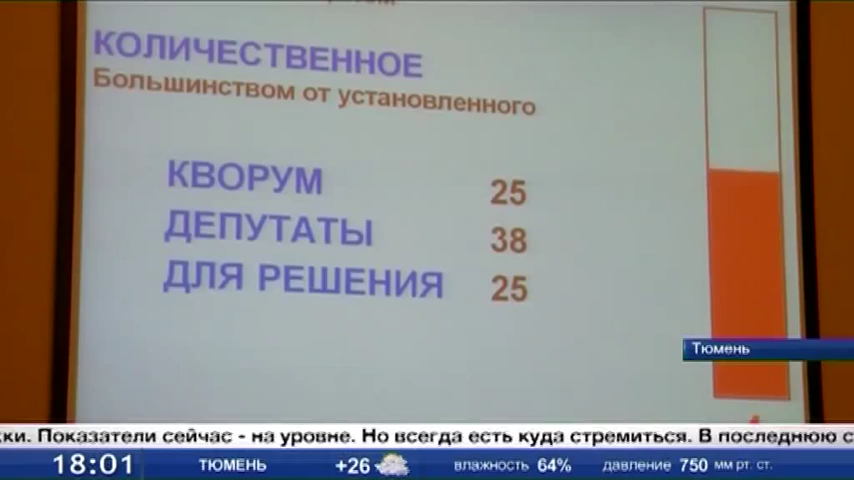 КОЛИЧЕСТВЕННОЕ
Большинством от установленного
КВОРУМ 25
ДЕПУТАТЫ 38
ДЛЯ РЕШЕНИЯ 25
Тюмень
Показатели сейчас - на уровне. Но всегда есть куда стремиться. В последнюю
18:01 ТЮМЕНЬ +26 влажность 64% давление 750 мм рт. ст.